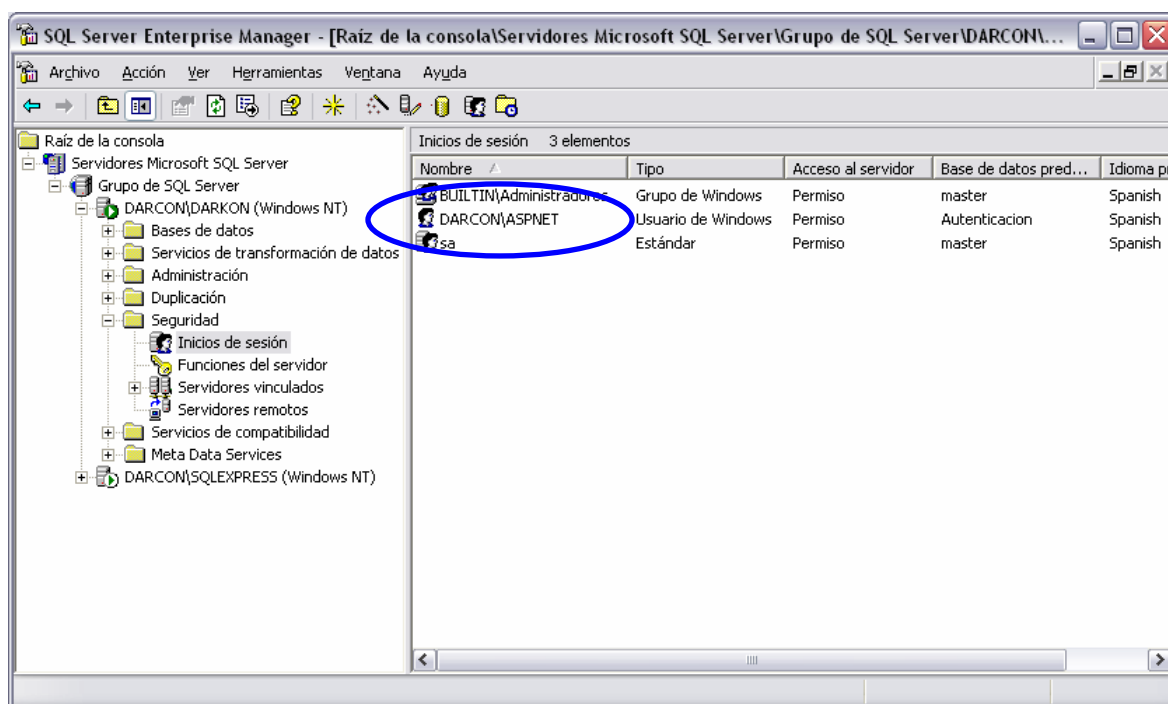 SQL Server Enterprise Manager - [Raíz de la consola\Servidores Microsoft SQL Server\Grupo de SQL Server\DARCON\...
Archivo Acción Ver Herramientas Ventana Ayuda
Raíz de la consola
Servidores Microsoft SQL Server
Grupo de SQL Server
DARCON\DARKON (Windows NT)
Bases de datos
Servicios de transformación de datos
Administración
Duplicación
Seguridad
Inicios de sesión
Funciones del servidor
Servidores vinculados
Servidores remotos
Servicios de compatibilidad
Meta Data Services
DARCON\SQLEXPRESS (Windows NT)
Inicios de sesión 3 elementos
Nombre Tipo Acceso al servidor Base de datos pred... Idioma p
BUILTIN\Administradores Grupo de Windows Permiso master Spanish
DARCON\ASPNET Usuario de Windows Permiso Autenticacion Spanish
sa Estándar Permiso master Spanish